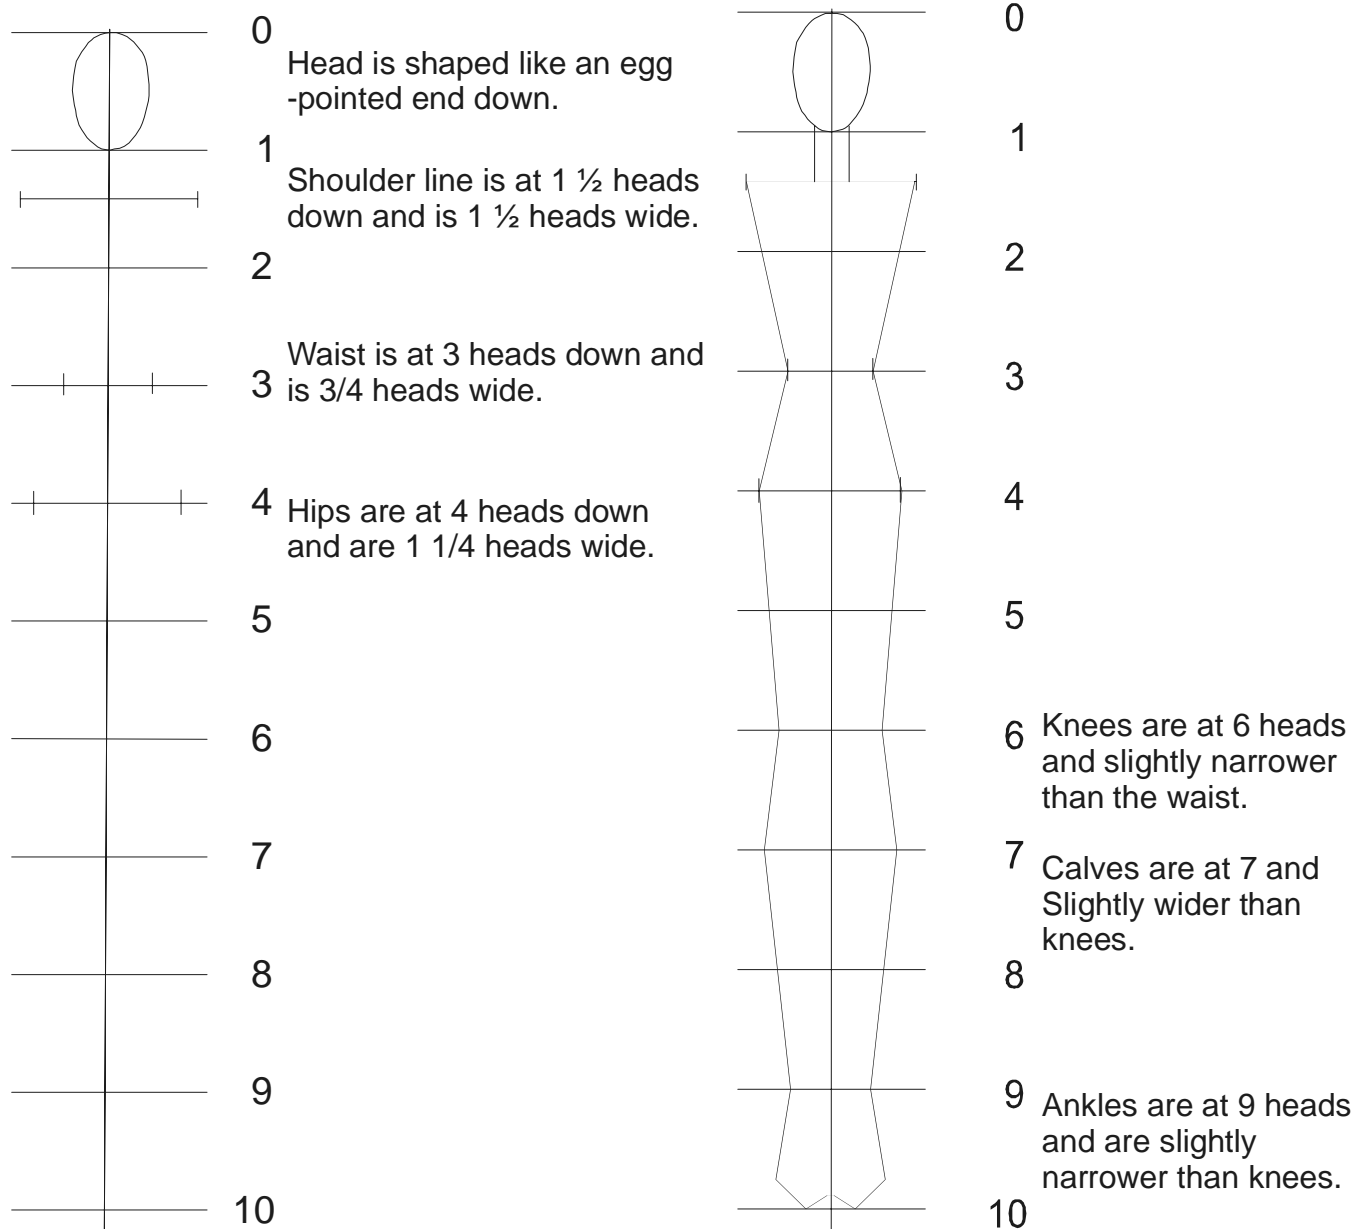 0
Head is shaped like an egg
-pointed end down.
1
Shoulder line is at 1 ½ heads
down and is 1 ½ heads wide.
2
Waist is at 3 heads down and
3 is 3/4 heads wide.
4 Hips are at 4 heads down
and are 1 1/4 heads wide.
5
6
7
8
9
10
0
1
2
3
4
5
6 Knees are at 6 heads
and slightly narrower
than the waist.
7 Calves are at 7 and
Slightly wider than
knees.
8
9 Ankles are at 9 heads
and are slightly
narrower than knees.
10